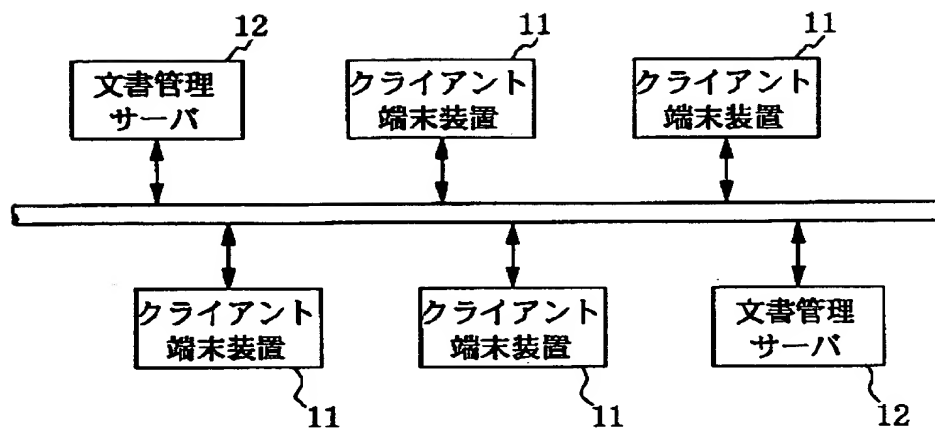 12
11
11
文書管理
サーバ
クライアント
端末装置
クライアント
端末装置
クライアント
端末装置
クライアント
端末装置
文書管理
サーバ
11
11
12